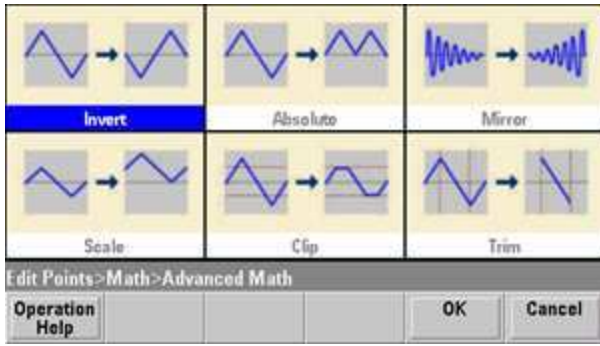 Invert
Absolute
Mirror
Scale
Clip
Trim
Edit Points>Math>Advanced Math
Operation
Help
OK
Cancel